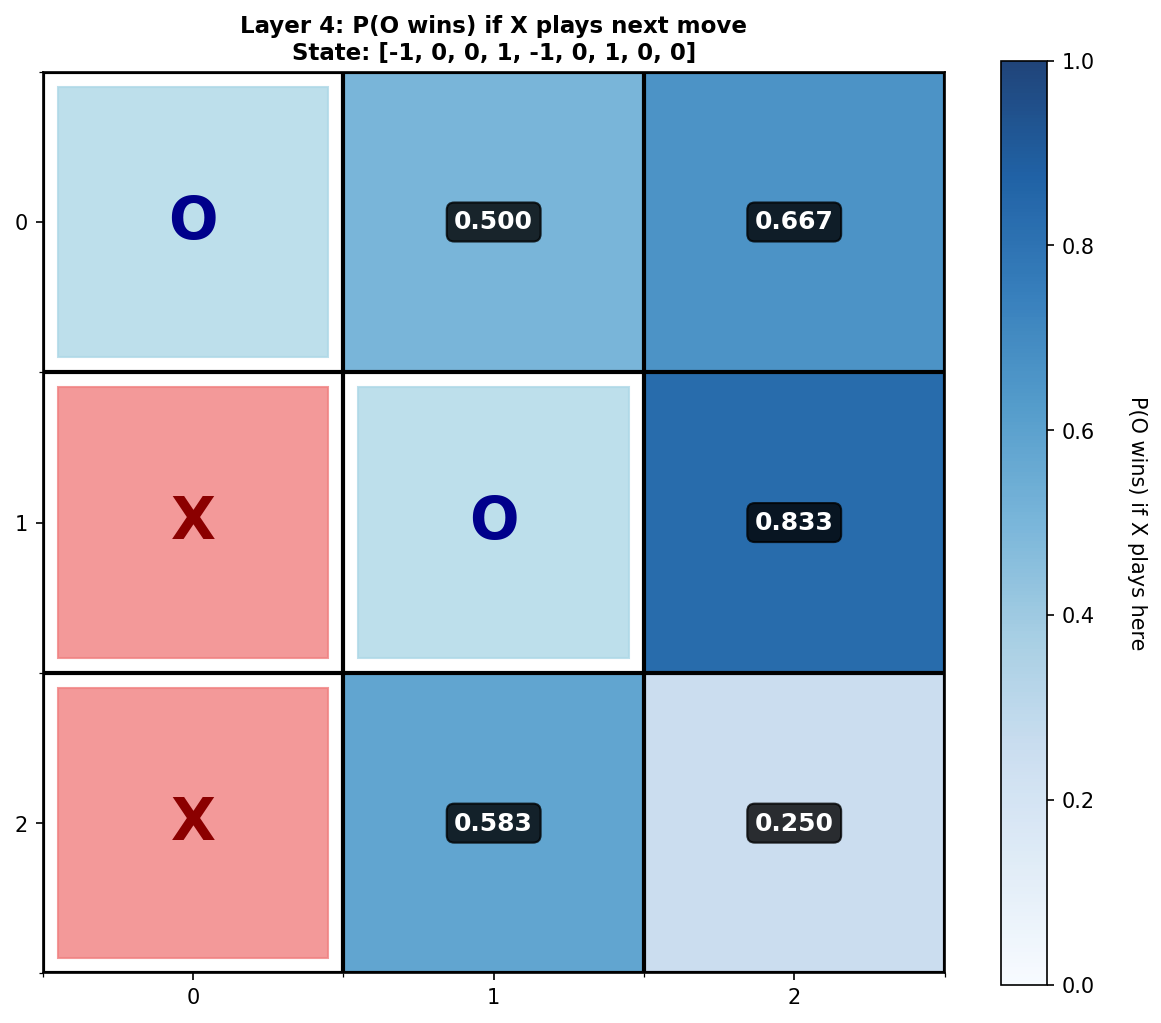 Layer 4: P(O wins) if X plays next move
State: [-1, 0, 0, 1, -1, 0, 1, 0, 0]
0
O
0.500
0.667
1
X
O
0.833
2
X
0.583
0.250
0
1
2
1.0
0.8
0.6
0.4
0.2
0.0
P(O wins) if X plays here